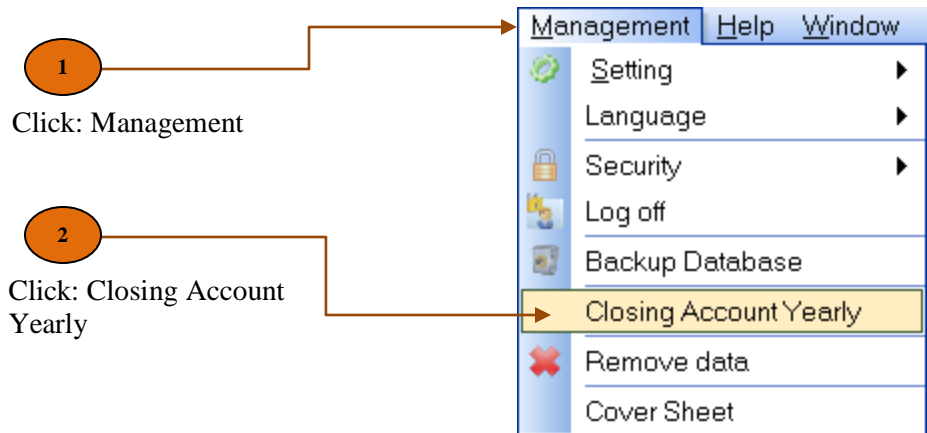 1
Click: Management
2
Click: Closing Account
Yearly
Management Help Window
Setting
Language
Security
Log off
Backup Database
Closing Account Yearly
Remove data
Cover Sheet